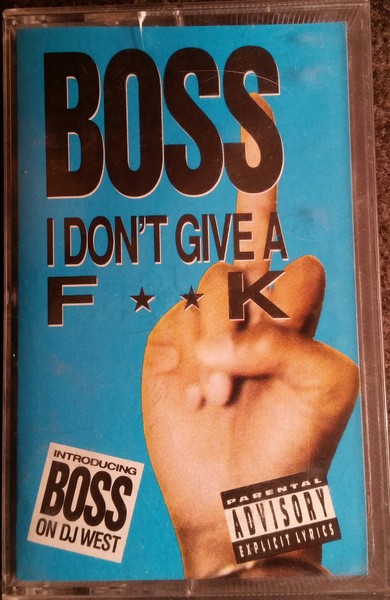 BOSS
I DON'T GIVE A
F★★K
INTRODUCING
BOSS
ON DJ WEST
PARENTAL
ADVISORY
EXPLICIT LYRICS